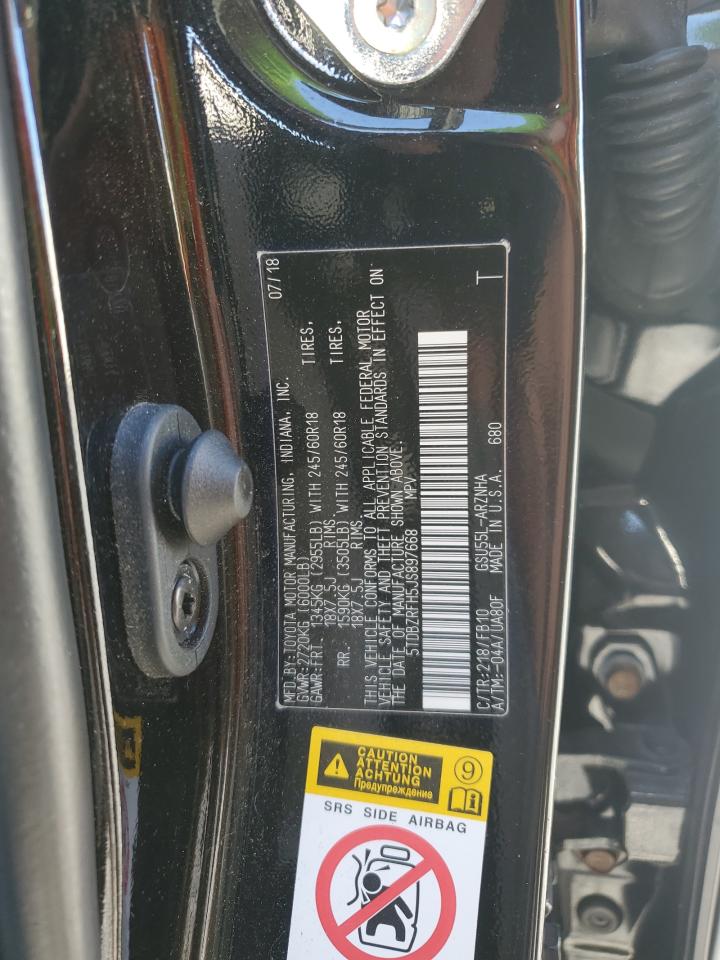 MFD.BY:TOYOTA MOTOR MANUFACTURING, INDIANA, INC. 07/18
GVWR:2720KG (6000LB)
GAWR:FRT. 1345KG (2955LB) WITH 245/60R18 TIRES,
18X7.5J RIMS
RR. 1590KG (3505LB) WITH 245/60R18 TIRES,
18X7.5J RIMS.
THIS VEHICLE CONFORMS TO ALL APPLICABLE FEDERAL MOTOR
VEHICLE SAFETY AND THEFT PREVENTION STANDARDS IN EFFECT ON
THE DATE OF MANUFACTURE SHOWN ABOVE.
5TDBZRFH5JS897668 MPV
C/TR:218/FB10 GSU55L-ARZNHA
A/TM:-04A/UA80F MADE IN U.S.A. 680 T
CAUTION
ATTENTION
ACHTUNG
Предупреждение
9
i
SRS SIDE AIRBAG